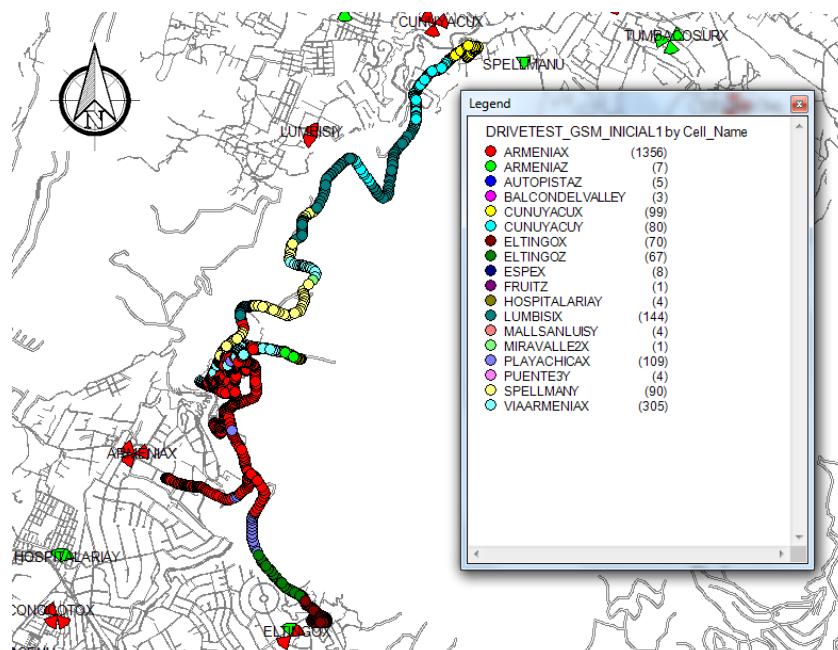 CUNUYACUX
TUMBACOSURX
SPELLMANU
N
Legend
DRIVETEST_GSM_INICIAL1 by Cell_Name
ARMENIAX (1356)
ARMENIAZ (7)
AUTOPISTAZ (5)
BALCONDELVALLEY (3)
CUNUYACUX (99)
CUNUYACUY (80)
ELTINGOX (70)
ELTINGOZ (67)
ESPEX (8)
FRUITZ (1)
HOSPITALARIAY (4)
LUMBISIX (144)
MALLSANLUISY (4)
MIRAVALLE2X (1)
PLAYACHICAX (109)
PUENTE3Y (4)
SPELLMANY (90)
VIAARMENIAX (305)
LUMBISIY
ARMENIAX
HOSPITALARIAY
CONOCOTOX
ELTINGOX